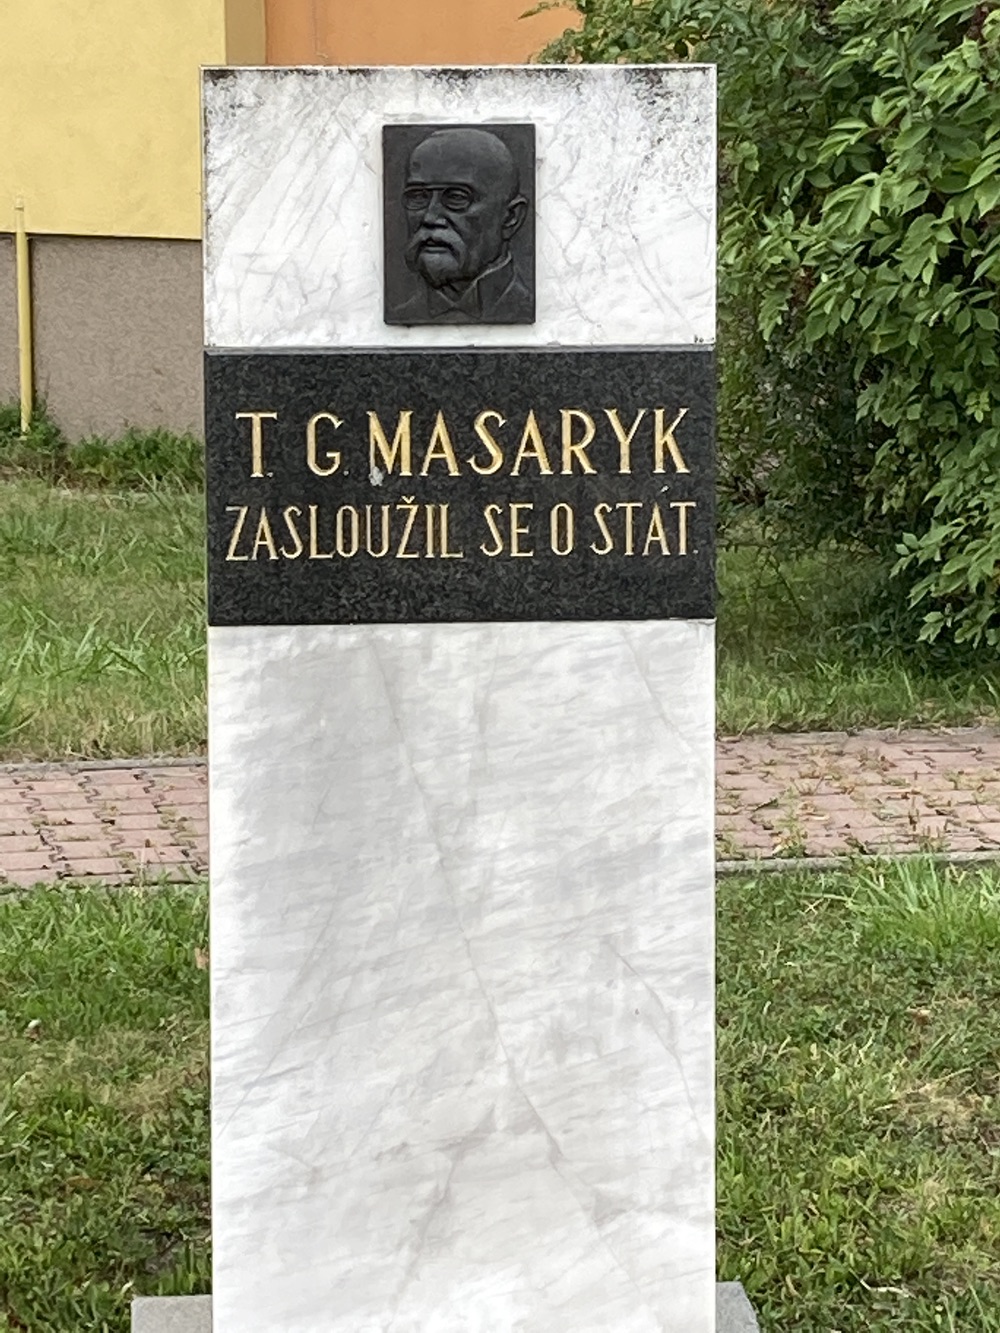 T. G. MASARYK
ZASLOUŽIL SE O STÁT.